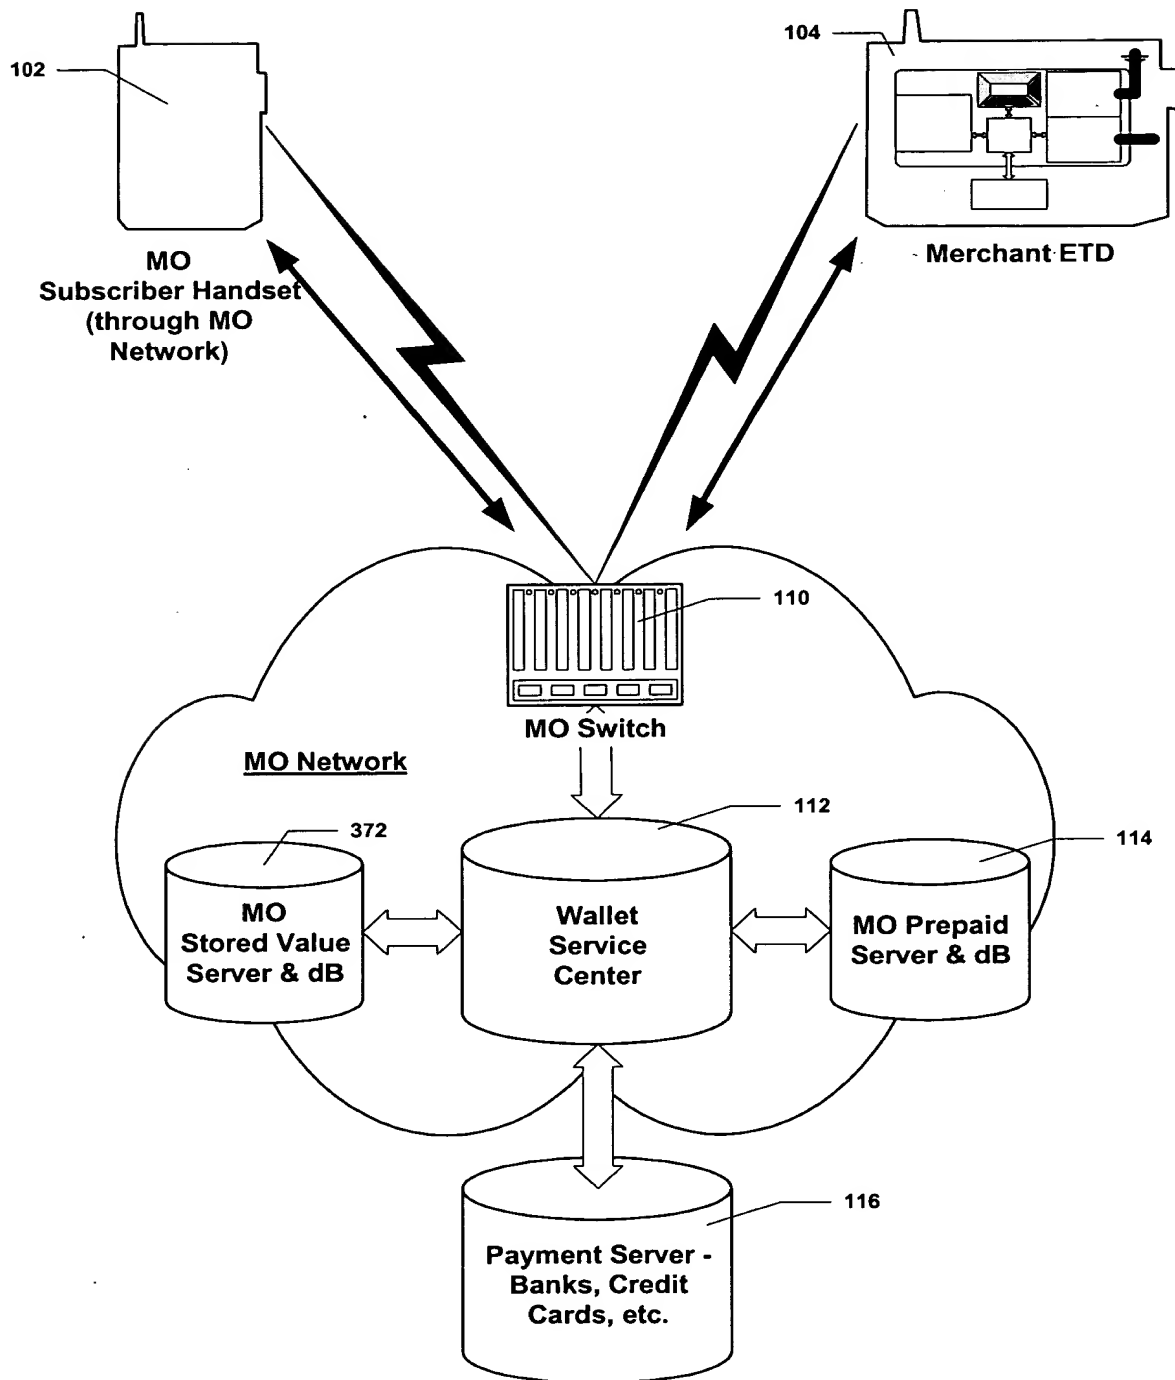 104
102
MO
Subscriber Handset
(through MO
Network)
Merchant ETD
110
MO Switch
MO Network
112
372
114
MO
Stored Value
Server & dB
Wallet
Service
Center
MO Prepaid
Server & dB
116
Payment Server -
Banks, Credit
Cards, etc.